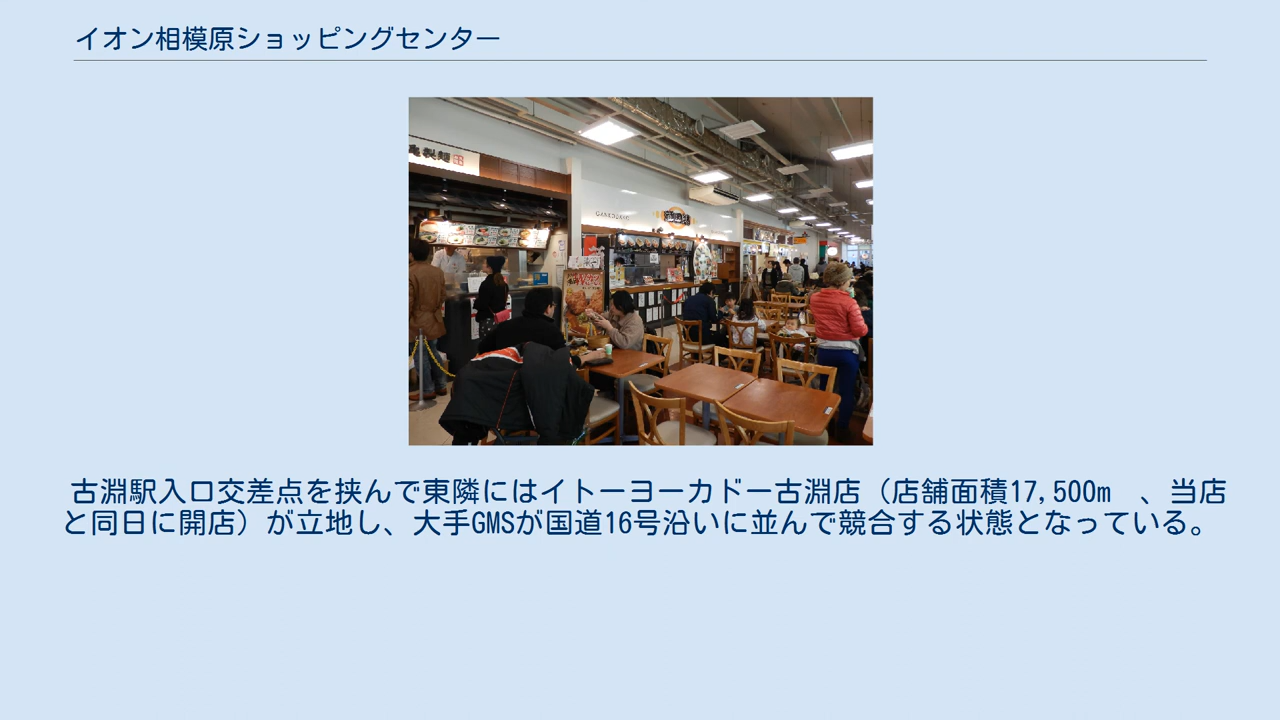 イオン相模原ショッピングセンター
製麺
古淵駅入口交差点を挟んで東隣にはイトーヨーカドー古淵店（店舗面積17,500m　、当店
と同日に開店）が立地し、大手GMSが国道16号沿いに並んで競合する状態となっている。